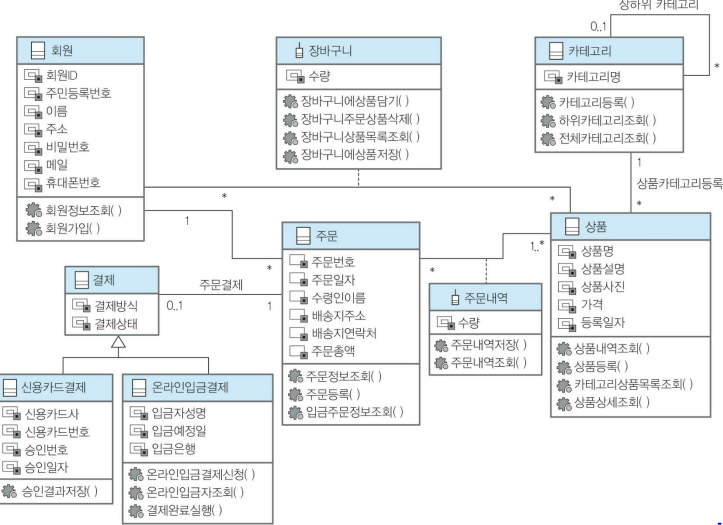 상하위 카테고리
0..1
*
회원
회원ID
주민등록번호
이름
주소
비밀번호
메일
휴대폰번호
회원정보조회( )
회원가입( )
장바구니
수량
장바구니에상품담기( )
장바구니주문상품삭제( )
장바구니상품목록조회( )
장바구니에상품저장( )
카테고리
카테고리명
카테고리등록( )
하위카테고리조회( )
전체카테고리조회( )
1
상품카테고리등록
*
*
*
1
*
주문
주문번호
주문일자
수령인이름
배송지주소
배송지연락처
주문총액
주문정보조회( )
주문등록( )
입금주문정보조회( )
*
1..*
주문내역
수량
주문내역저장( )
주문내역조회( )
상품
상품명
상품설명
상품사진
가격
등록일자
상품내역조회( )
상품등록( )
카테고리상품목록조회( )
상품상세조회( )
결제
결제방식
결제상태
주문결제
0..1
1
신용카드결제
신용카드사
신용카드번호
승인번호
승인일자
승인결과저장( )
온라인입금결제
입금자성명
입금예정일
입금은행
온라인입금결제신청( )
온라인입금자조회( )
결제완료실행( )